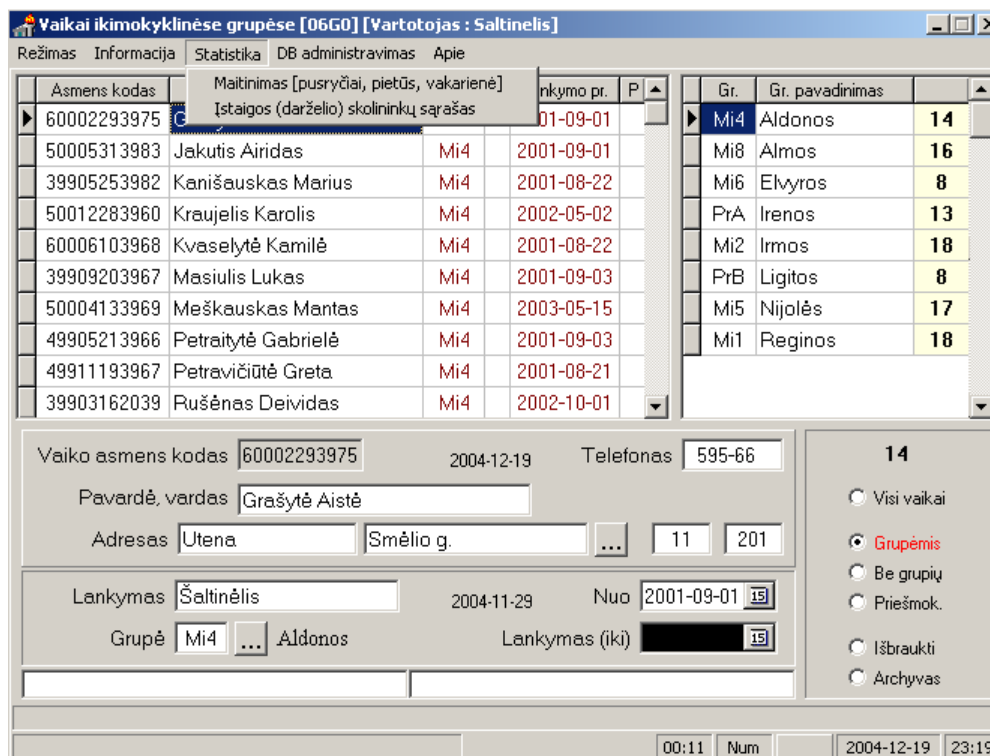 Vaikai ikimokyklinėse grupėse [06G0] [Vartotojas : Saltinelis]
Režimas Informacija Statistika DB administravimas Apie
Maitinimas [pusryčiai, pietūs, vakarienė]
Įstaigos (darželio) skolininkų sąrašas
Asmens kodas nkymo pr. P
60002293975 G 01-09-01
50005313983 Jakutis Airidas Mi4 2001-09-01
39905253982 Kanišauskas Marius Mi4 2001-08-22
50012283960 Kraujelis Karolis Mi4 2002-05-02
60006103968 Kvaselytė Kamilė Mi4 2001-08-22
39909203967 Masiulis Lukas Mi4 2001-09-03
50004133969 Meškauskas Mantas Mi4 2003-05-15
49905213966 Petraitytė Gabrielė Mi4 2001-09-03
49911193967 Petravičiūtė Greta Mi4 2001-08-21
39903162039 Rušėnas Deividas Mi4 2002-10-01
Gr. Gr. pavadinimas
Mi4 Aldonos 14
Mi8 Almos 16
Mi6 Elvyros 8
PrA Irenos 13
Mi2 Irmos 18
PrB Ligitos 8
Mi5 Nijolės 17
Mi1 Reginos 18
Vaiko asmens kodas 60002293975 2004-12-19 Telefonas 595-66
Pavardė, vardas Grašytė Aistė
Adresas Utena Smėlio g. ... 11 201
Lankymas Šaltinėlis 2004-11-29 Nuo 2001-09-01 15
Grupė Mi4 ... Aldonos Lankymas (iki) 15
14
Visi vaikai
Grupėmis
Be grupių
Priešmok.
Išbraukti
Archyvas
00:11 Num 2004-12-19 23:19